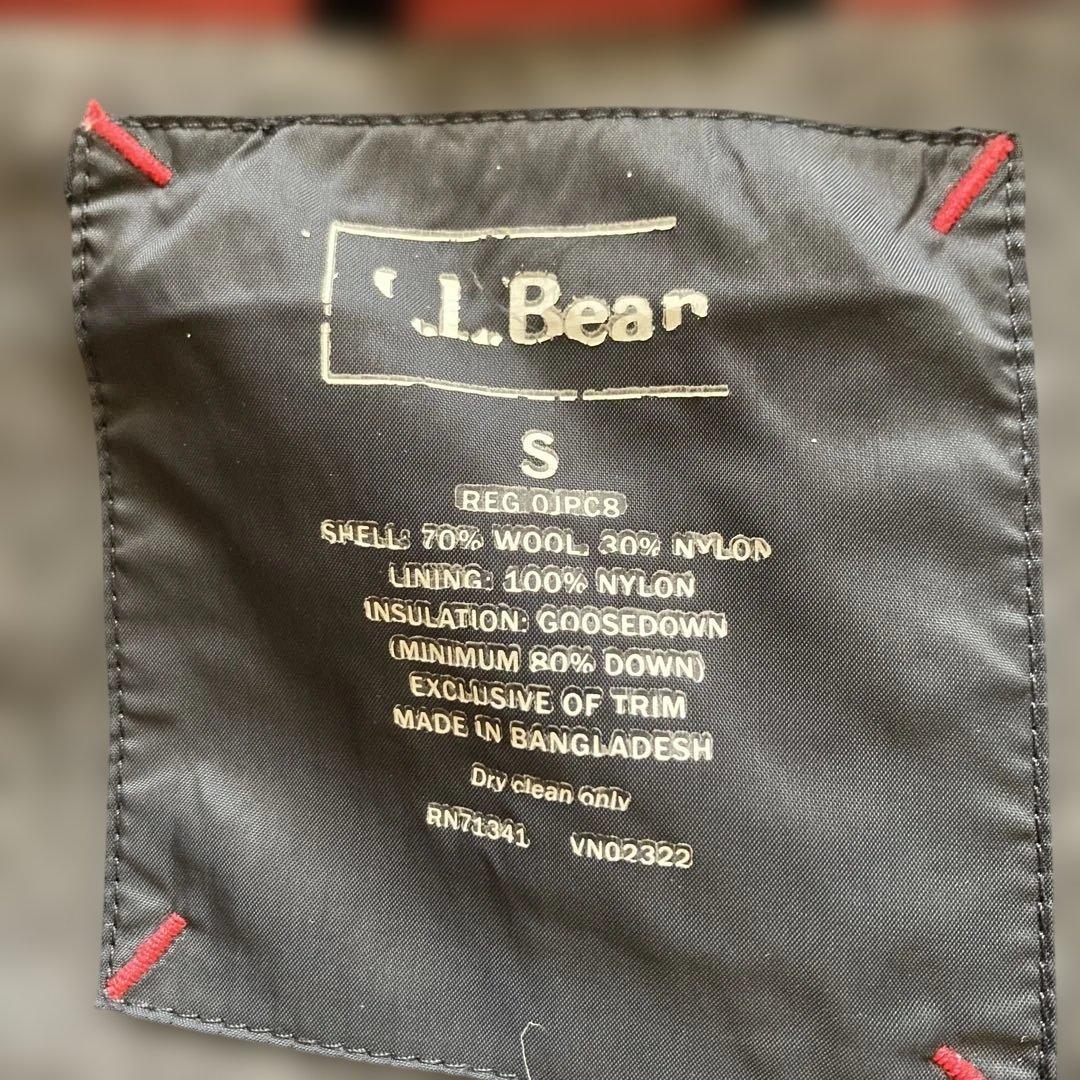 L.L.Bean
S
REG 0JPC8
SHELL: 70% WOOL, 30% NYLON
LINING: 100% NYLON
INSULATION: GOOSEDOWN
(MINIMUM 80% DOWN)
EXCLUSIVE OF TRIM
MADE IN BANGLADESH
Dry clean only
RN71341 VN02322